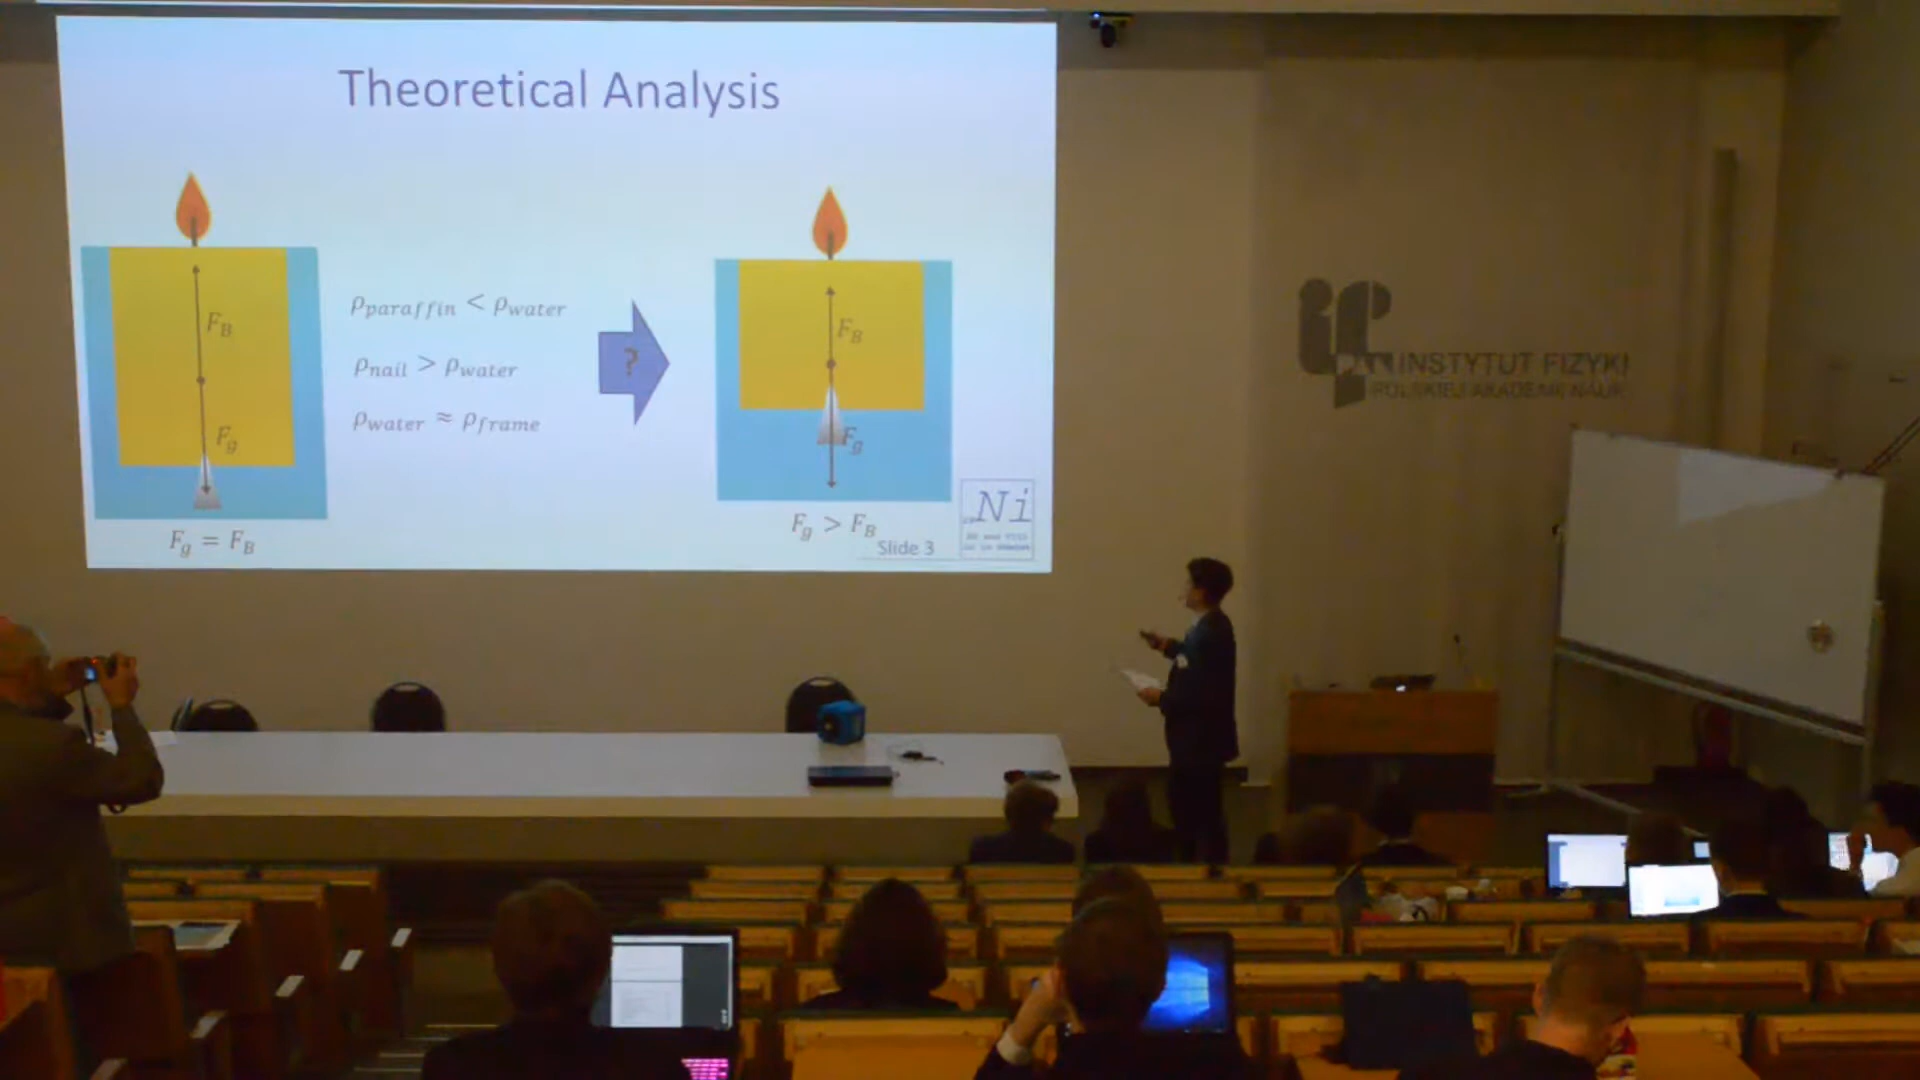 Theoretical Analysis
F_B
F_g
F_g = F_B
ρ_paraffin < ρ_water
ρ_nail > ρ_water
ρ_water ≈ ρ_frame
?
F_B
F_g
F_g > F_B
Slide 3
Ni
INSTYTUT FIZYKI
POLSKIEJ AKADEMII NAUK